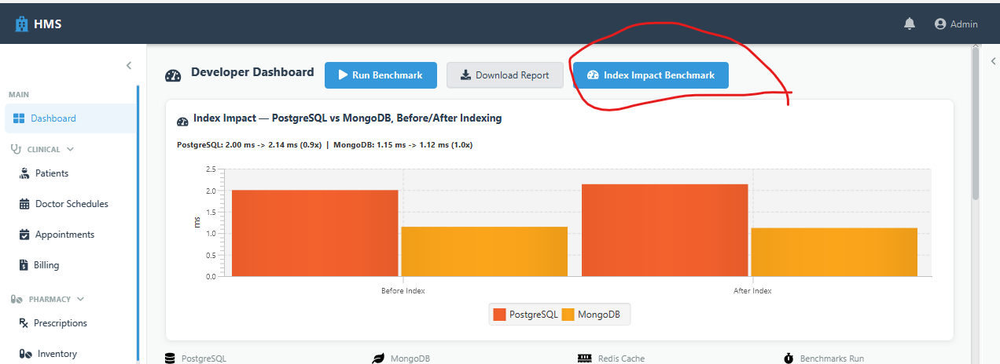 HMS
Admin
Developer Dashboard Run Benchmark Download Report Index Impact Benchmark
MAIN
Dashboard
CLINICAL
Patients
Doctor Schedules
Appointments
Billing
PHARMACY
Prescriptions
Inventory
Index Impact — PostgreSQL vs MongoDB, Before/After Indexing
PostgreSQL: 2.00 ms -> 2.14 ms (0.9x) | MongoDB: 1.15 ms -> 1.12 ms (1.0x)
ms
2.5
2.0
1.5
1.0
0.5
0.0
Before Index After Index
PostgreSQL MongoDB
PostgreSQL MongoDB Redis Cache Benchmarks Run